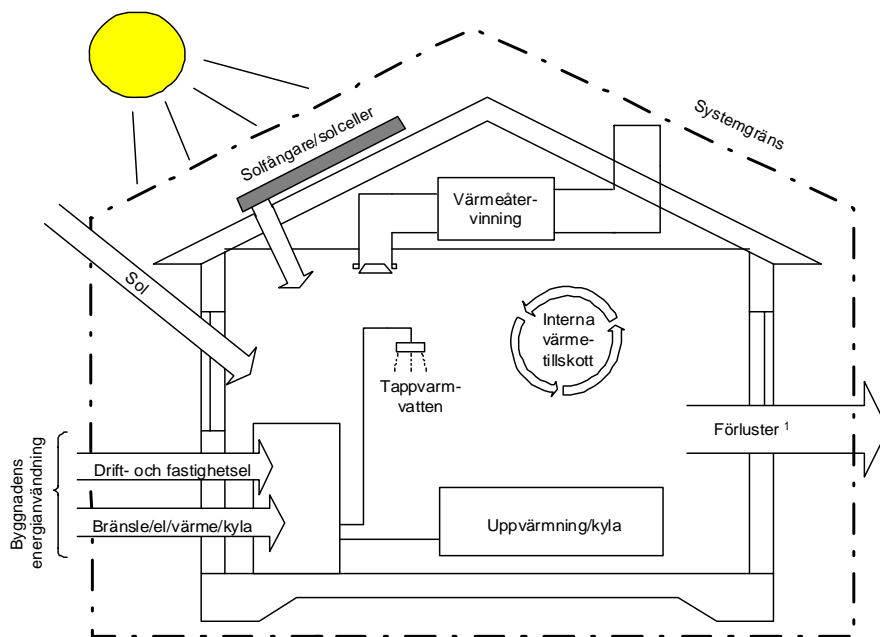 Systemgräns
Solfångare/solceller
Värmeåter-
vinning
Sol
Interna
värme-
tillskott
Tappvarm-
vatten
Förluster 1
Byggnadens
energianvändning
Drift- och fastighetsel
Bränsle/el/värme/kyla
Uppvärmning/kyla